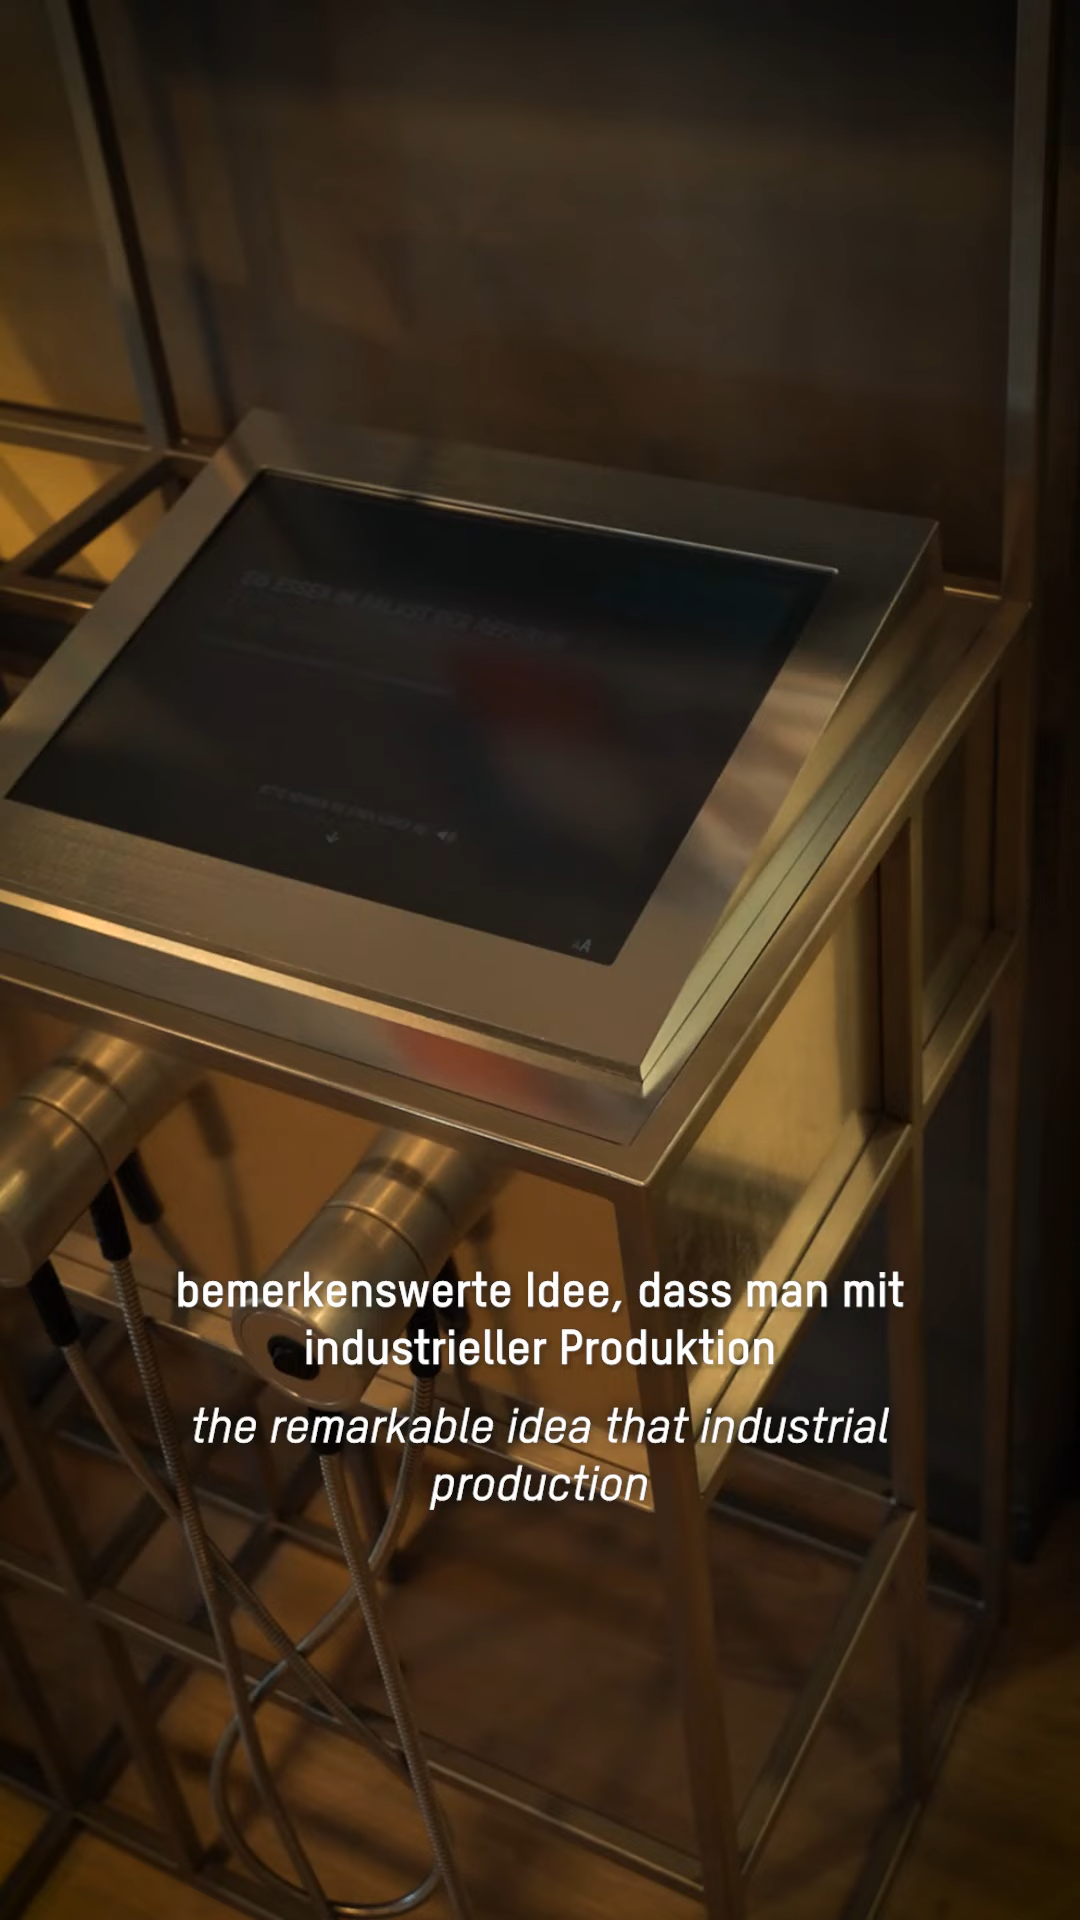 bemerkenswerte Idee, dass man mit
industrieller Produktion
the remarkable idea that industrial
production